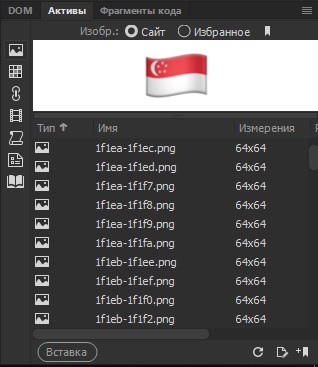 DOM Активы Фрагменты кода
Изобр.: Сайт Избранное
Тип Имя Измерения
1f1ea-1f1ec.png 64x64
1f1ea-1f1ed.png 64x64
1f1ea-1f1f7.png 64x64
1f1ea-1f1f8.png 64x64
1f1ea-1f1f9.png 64x64
1f1ea-1f1fa.png 64x64
1f1eb-1f1ee.png 64x64
1f1eb-1f1ef.png 64x64
1f1eb-1f1f0.png 64x64
1f1eb-1f1f2.png 64x64
Вставка